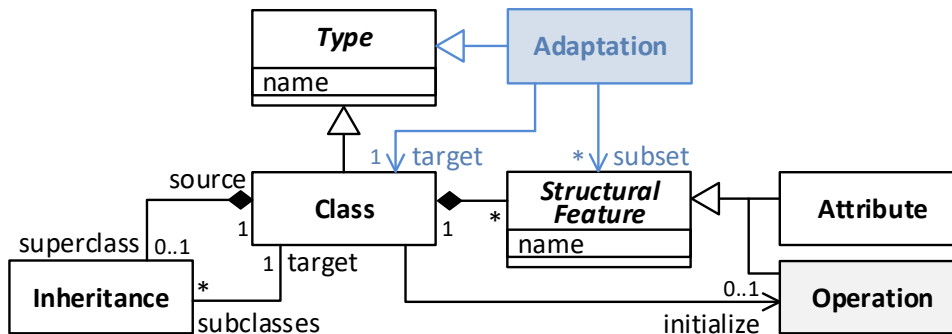 Type
name
Adaptation
1 target
* subset
source
1
Class
1
*
Structural
Feature
name
Attribute
superclass
0..1
1 target
Inheritance
*
subclasses
0..1
initialize
Operation